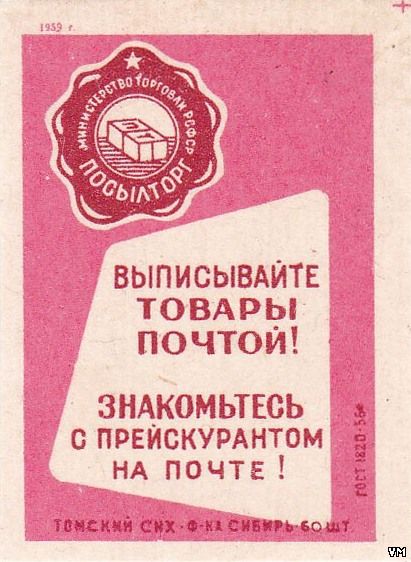 1959 г.
МИНИСТЕРСТВО ТОРГОВЛИ РСФСР
ПОСЫЛТОРГ
ВЫПИСЫВАЙТЕ
ТОВАРЫ
ПОЧТОЙ!
ЗНАКОМЬТЕСЬ
С ПРЕЙСКУРАНТОМ
НА ПОЧТЕ!
ГОСТ 1820-56*
ТОМСКИЙ СНХ·Ф-КА СИБИРЬ·60 ШТ.
VM